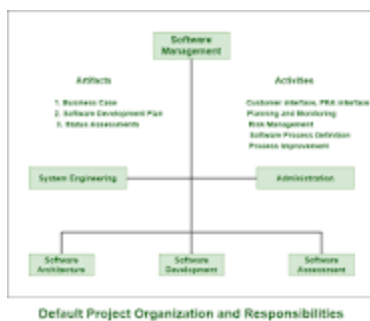 Software
Management
Artifacts
1. Business Case
2. Software Development Plan
3. Status Assessments
Activities
Customer interface, PRA interface
Planning and Monitoring
Risk Management
Software Process Definition
Process Improvement
System Engineering
Administration
Software
Architecture
Software
Development
Software
Assessment
Default Project Organization and Responsibilities